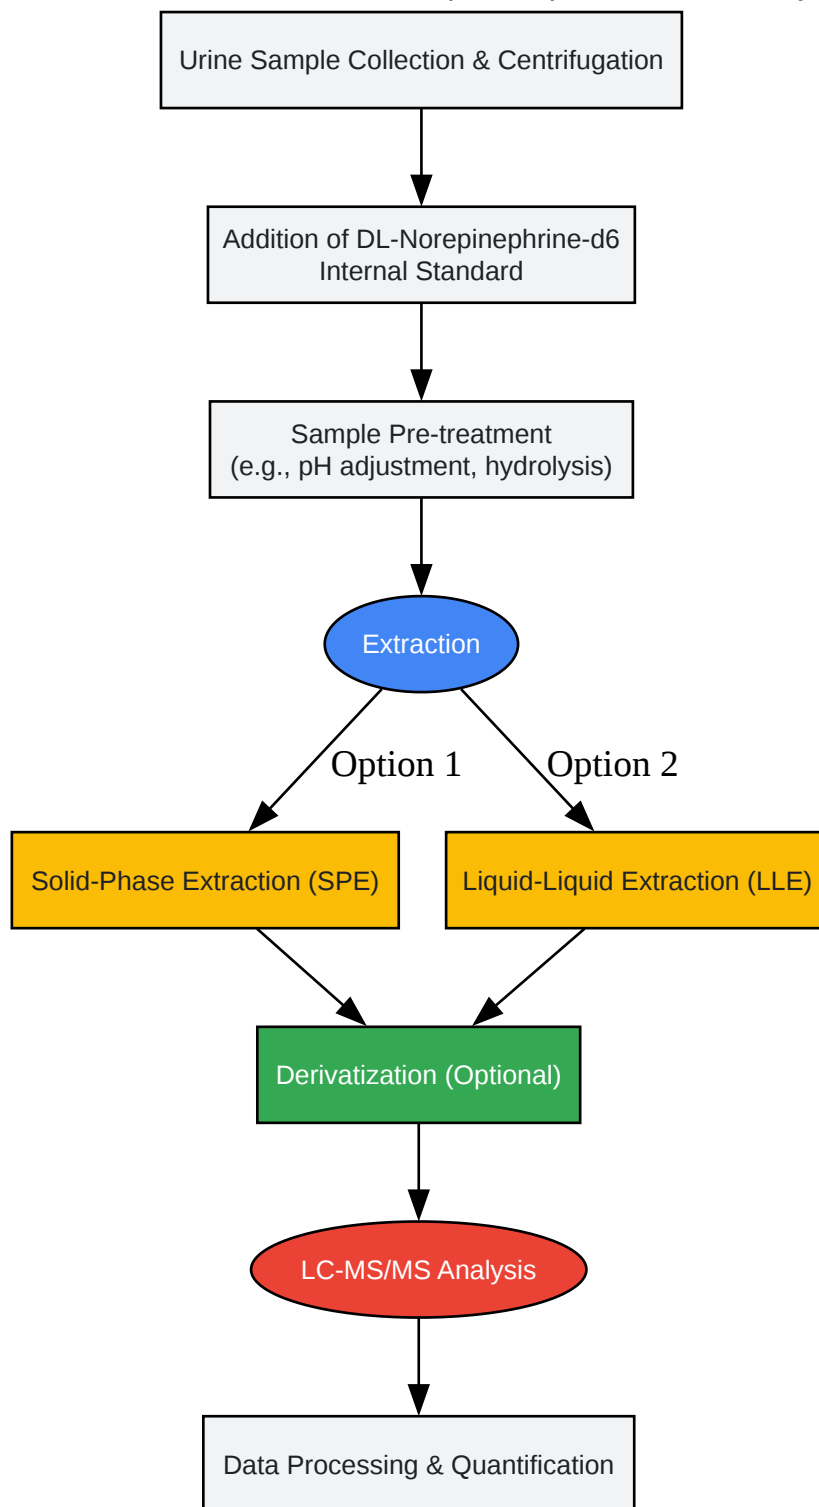 Urine Sample Collection & Centrifugation
Addition of DL-Norepinephrine-d6
Internal Standard
Sample Pre-treatment
(e.g., pH adjustment, hydrolysis)
Extraction
Option 1
Option 2
Solid-Phase Extraction (SPE)
Liquid-Liquid Extraction (LLE)
Derivatization (Optional)
LC-MS/MS Analysis
Data Processing & Quantification